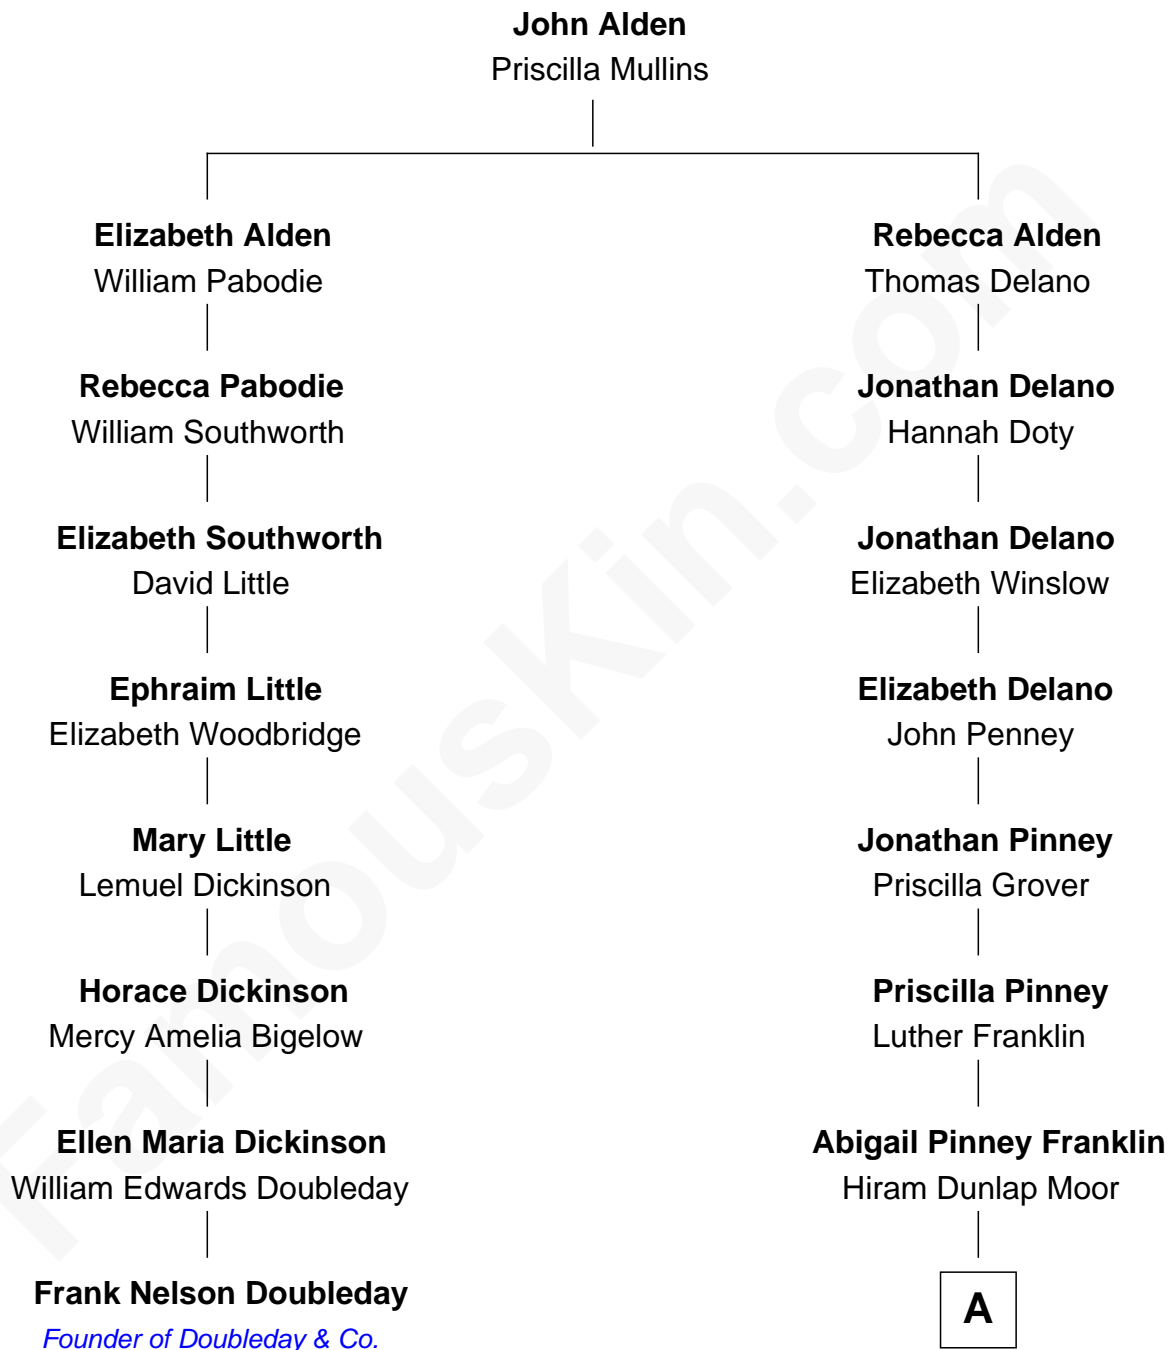 John Alden
Priscilla Mullins
Elizabeth Alden
William Pabodie
Rebecca Alden
Thomas Delano
Rebecca Pabodie
William Southworth
Jonathan Delano
Hannah Doty
Elizabeth Southworth
David Little
Jonathan Delano
Elizabeth Winslow
Ephraim Little
Elizabeth Woodbridge
Elizabeth Delano
John Penney
Mary Little
Lemuel Dickinson
Jonathan Pinney
Priscilla Grover
Horace Dickinson
Mercy Amelia Bigelow
Priscilla Pinney
Luther Franklin
Ellen Maria Dickinson
William Edwards Doubleday
Abigail Pinney Franklin
Hiram Dunlap Moor
Frank Nelson Doubleday
Founder of Doubleday & Co.
A
FamousKin.com